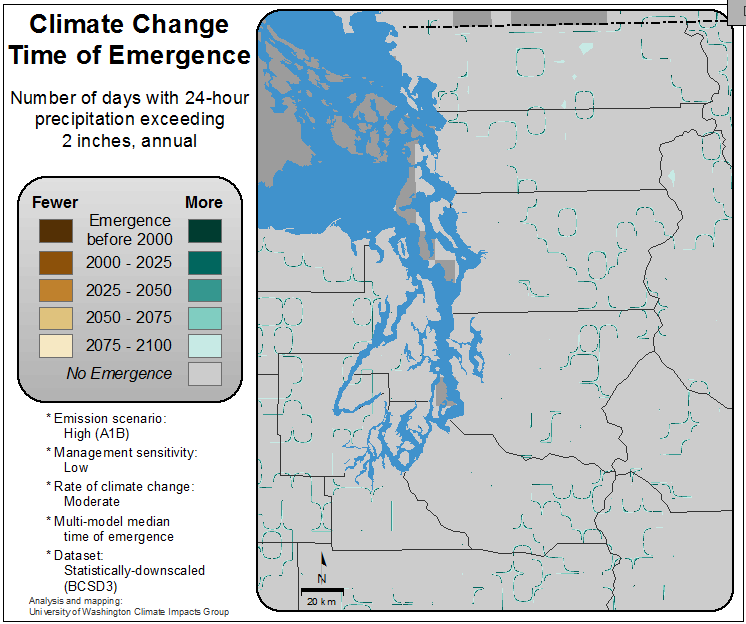 Climate Change
Time of Emergence
Number of days with 24-hour
precipitation exceeding
2 inches, annual
Fewer More
Emergence
before 2000
2000 - 2025
2025 - 2050
2050 - 2075
2075 - 2100
No Emergence
* Emission scenario:
High (A1B)
* Management sensitivity:
Low
* Rate of climate change:
Moderate
* Multi-model median
time of emergence
* Dataset:
Statistically-downscaled
(BCSD3)
Analysis and mapping:
University of Washington Climate Impacts Group
N
20 km